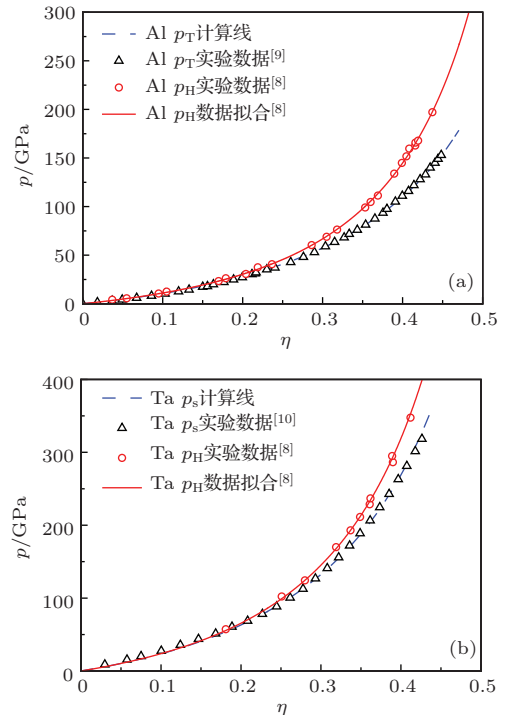 300
250
200
150
100
50
0
p/GPa
Al pT计算线
Al pT实验数据[9]
Al pH实验数据[8]
Al pH数据拟合[8]
(a)
0 0.1 0.2 0.3 0.4 0.5
η
400
300
200
100
0
p/GPa
Ta ps计算线
Ta ps实验数据[10]
Ta pH实验数据[8]
Ta pH数据拟合[8]
(b)
0 0.1 0.2 0.3 0.4 0.5
η